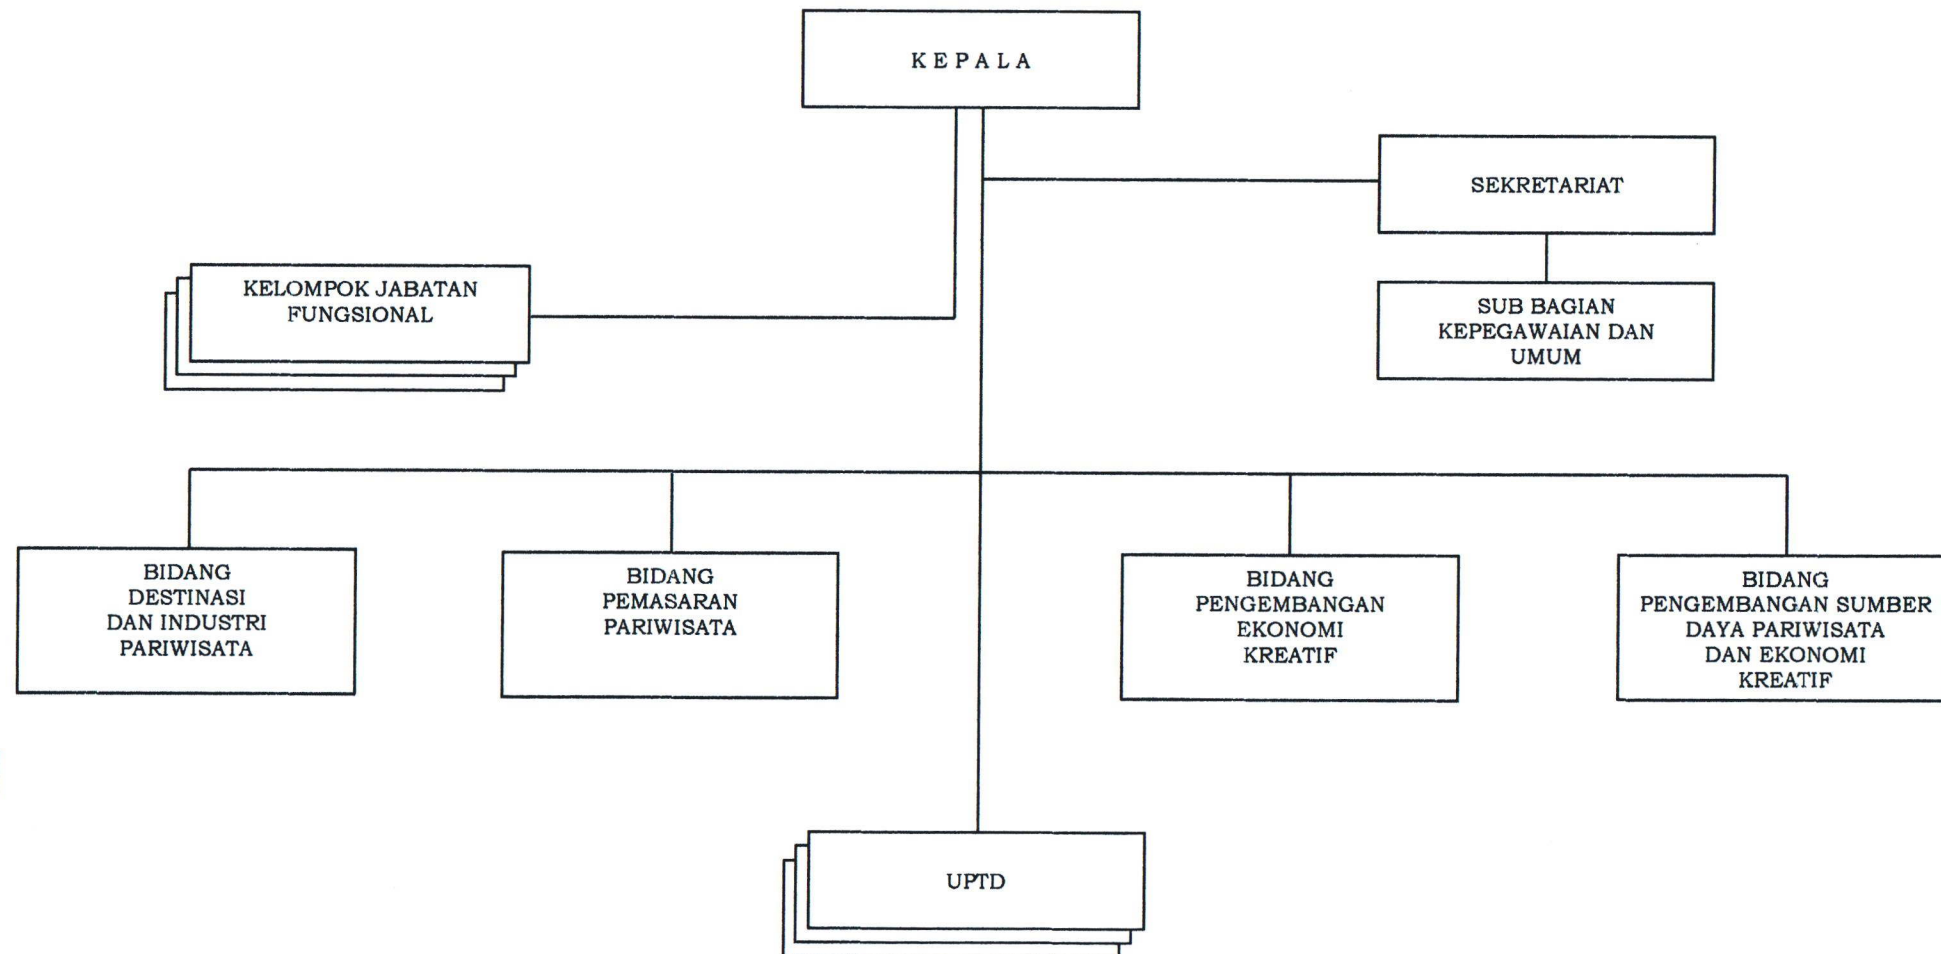 K E P A L A
SEKRETARIAT
KELOMPOK JABATAN
FUNGSIONAL
SUB BAGIAN
KEPEGAWAIAN DAN
UMUM
BIDANG
DESTINASI
DAN INDUSTRI
PARIWISATA
BIDANG
PEMASARAN
PARIWISATA
BIDANG
PENGEMBANGAN
EKONOMI
KREATIF
BIDANG
PENGEMBANGAN SUMBER
DAYA PARIWISATA
DAN EKONOMI
KREATIF
UPTD